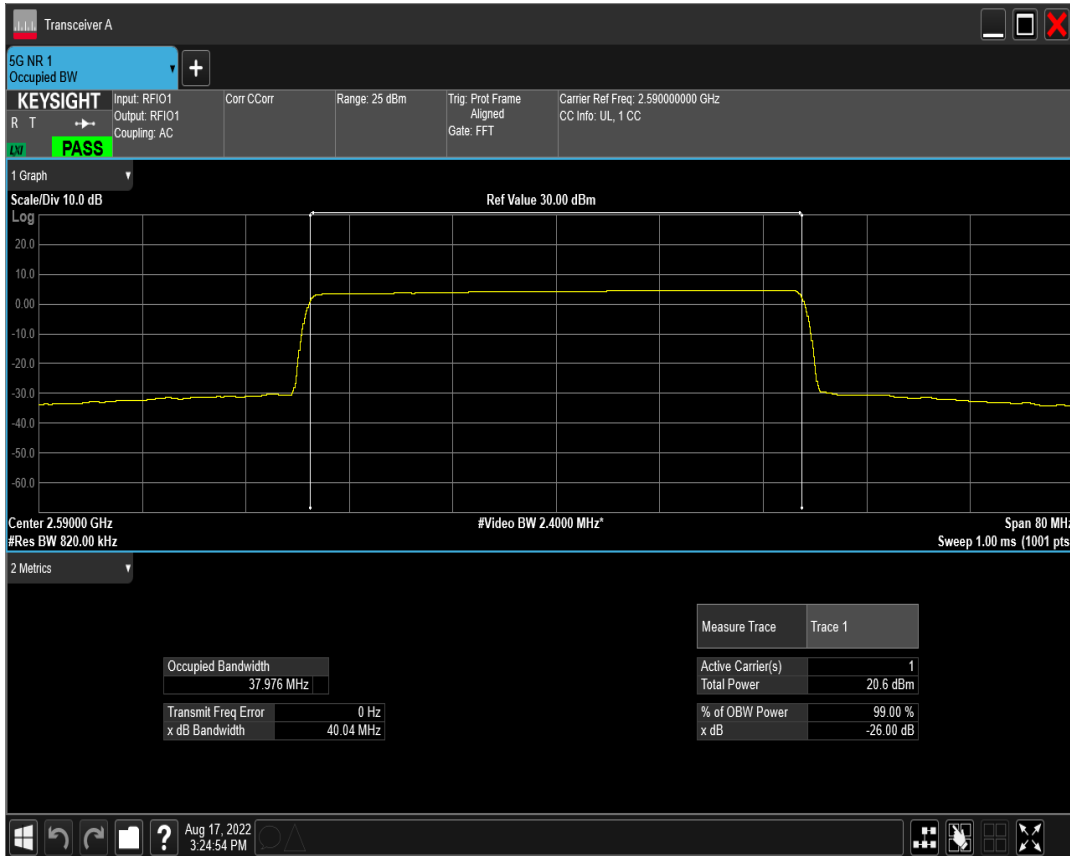 Transceiver A
5G NR 1
Occupied BW
KEYSIGHT
R T
LXI
PASS
Input: RFIO1
Output: RFIO1
Coupling: AC
Corr CCorr
Range: 25 dBm
Trig: Prot Frame
Aligned
Gate: FFT
Carrier Ref Freq: 2.590000000 GHz
CC Info: UL, 1 CC
1 Graph
Scale/Div 10.0 dB
Ref Value 30.00 dBm
Log
20.0
10.0
0.00
-10.0
-20.0
-30.0
-40.0
-50.0
-60.0
Center 2.59000 GHz
#Video BW 2.4000 MHz*
Span 80 MHz
#Res BW 820.00 kHz
Sweep 1.00 ms (1001 pts
2 Metrics
Measure Trace Trace 1
Occupied Bandwidth
37.976 MHz
Active Carrier(s) 1
Total Power 20.6 dBm
Transmit Freq Error 0 Hz
x dB Bandwidth 40.04 MHz
% of OBW Power 99.00 %
x dB -26.00 dB
Aug 17, 2022
3:24:54 PM